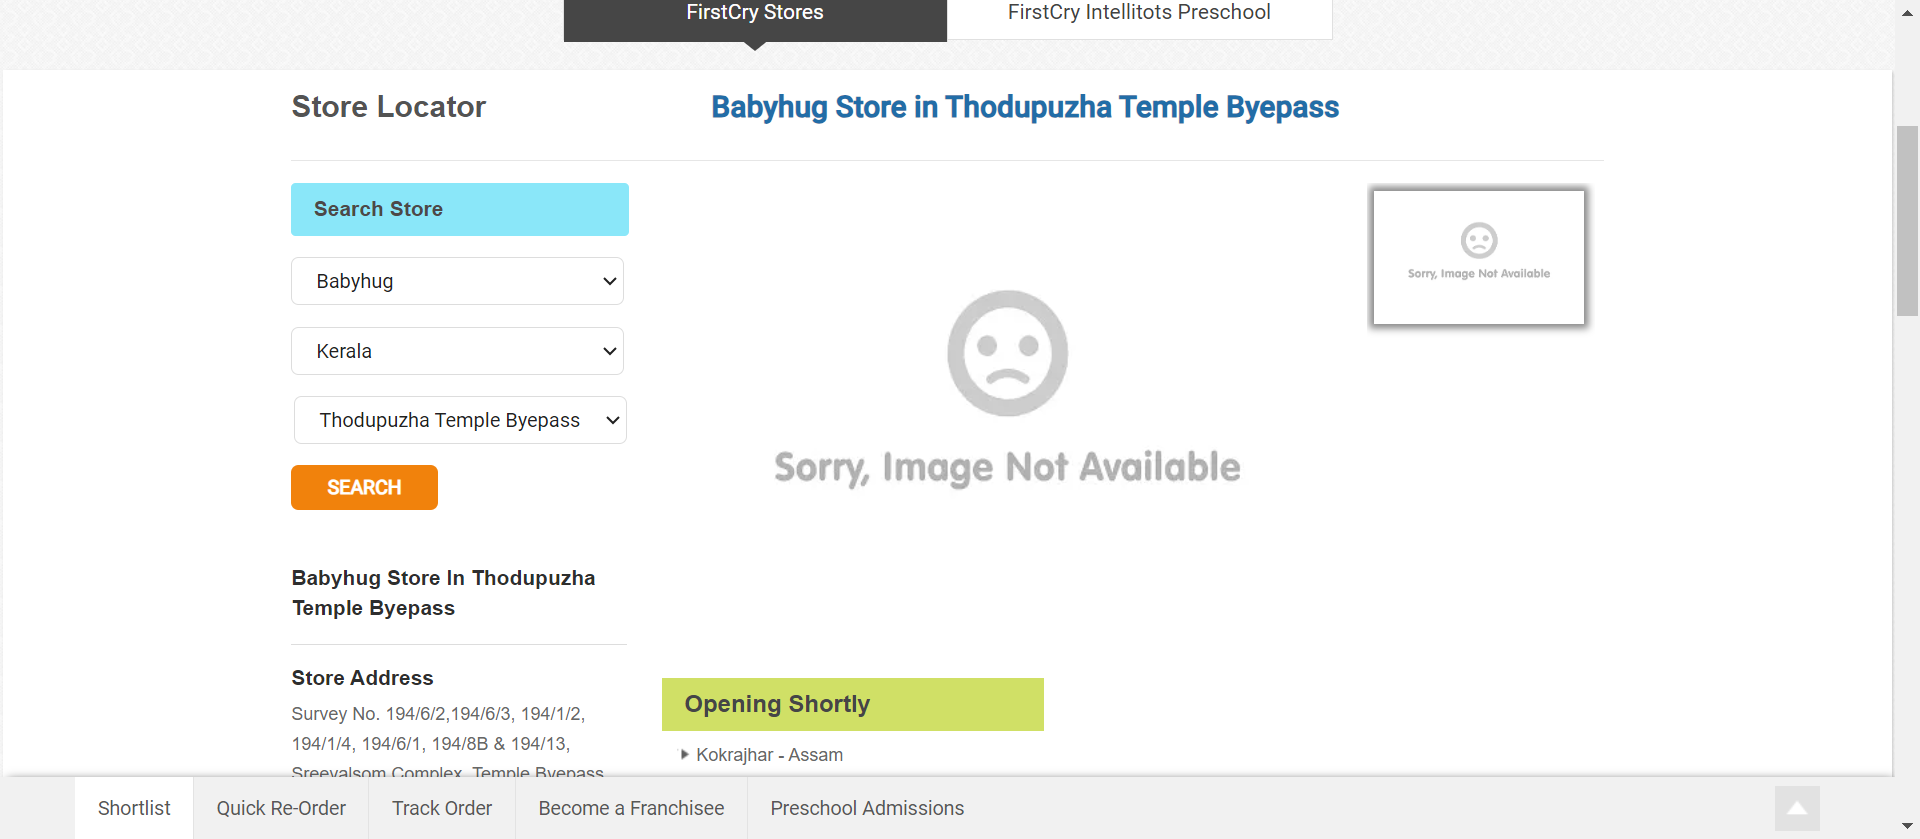 FirstCry Stores
FirstCry Intellitots Preschool
Store Locator
Babyhug Store in Thodupuzha Temple Byepass
Search Store
Babyhug
Kerala
Thodupuzha Temple Byepass
SEARCH
Sorry, Image Not Available
Sorry, Image Not Available
Babyhug Store In Thodupuzha
Temple Byepass
Store Address
Survey No. 194/6/2,194/6/3, 194/1/2,
194/1/4, 194/6/1, 194/8B & 194/13,
Sreevalsom Complex, Temple Byepass
Opening Shortly
Kokrajhar - Assam
Shortlist
Quick Re-Order
Track Order
Become a Franchisee
Preschool Admissions